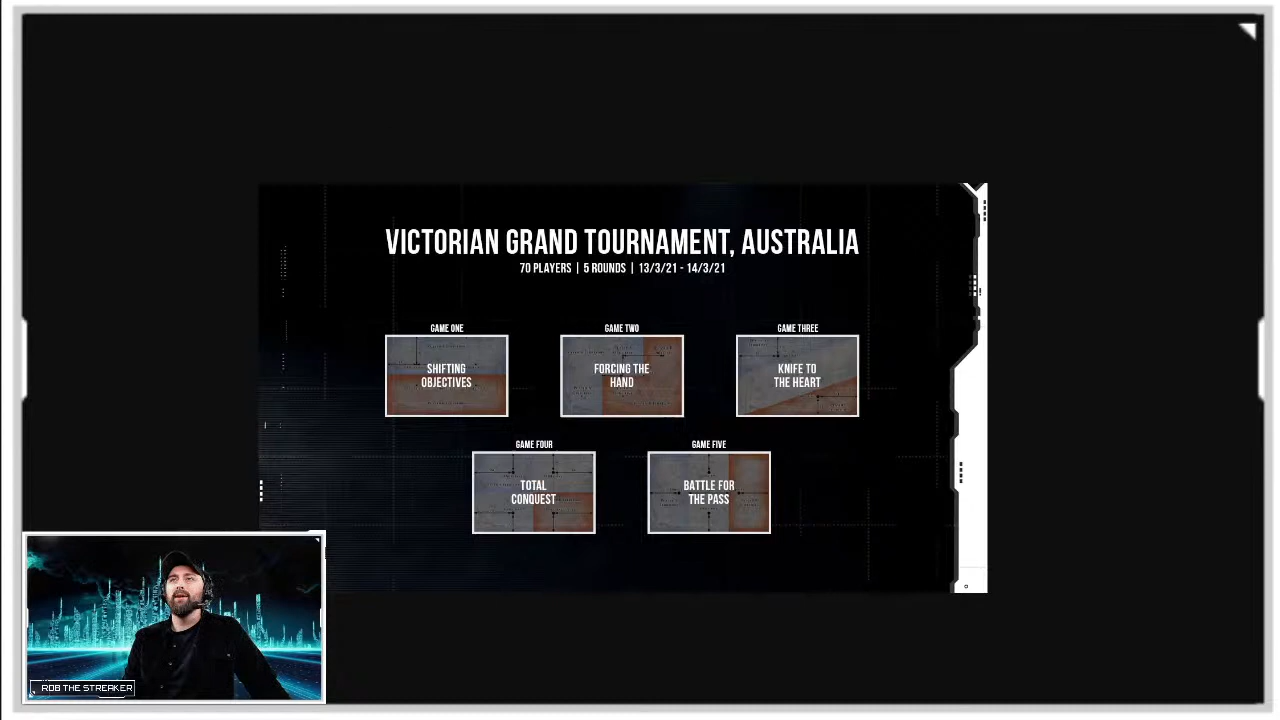 VICTORIAN GRAND TOURNAMENT, AUSTRALIA
70 PLAYERS | 5 ROUNDS | 13/3/21 - 14/3/21
GAME ONE
SHIFTING
OBJECTIVES
GAME TWO
FORCING THE
HAND
GAME THREE
KNIFE TO
THE HEART
GAME FOUR
TOTAL
CONQUEST
GAME FIVE
BATTLE FOR
THE PASS
ROB THE STREAKER